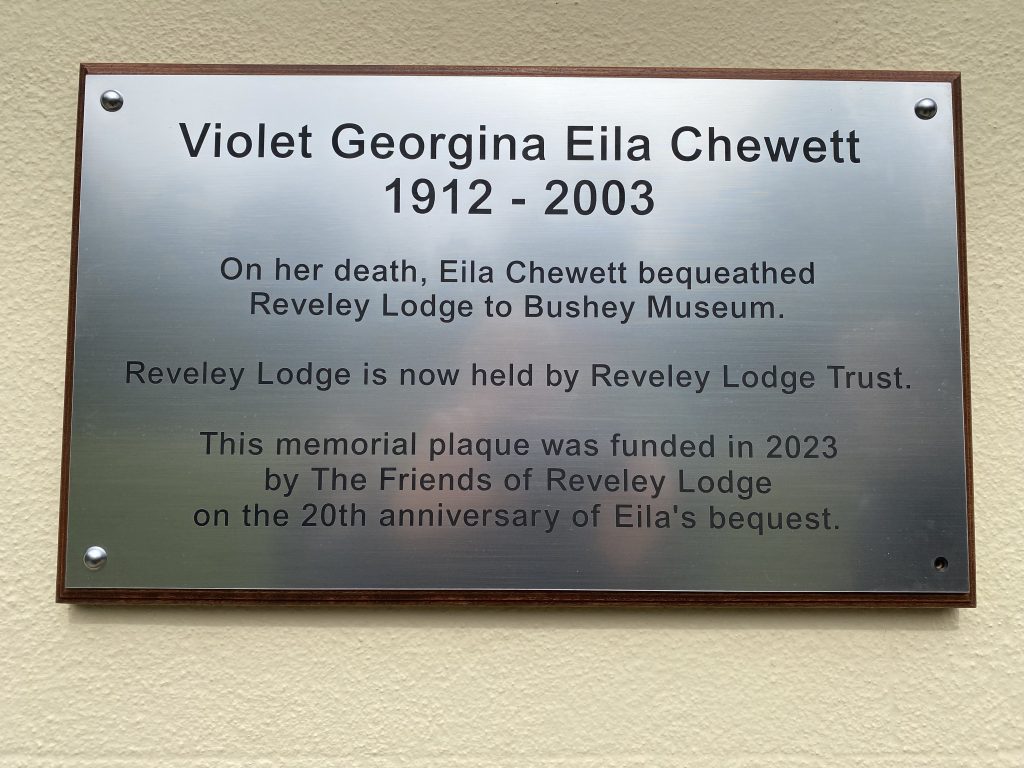 Violet Georgina Eila Chewett
1912 - 2003
On her death, Eila Chewett bequeathed
Reveley Lodge to Bushey Museum.
Reveley Lodge is now held by Reveley Lodge Trust.
This memorial plaque was funded in 2023
by The Friends of Reveley Lodge
on the 20th anniversary of Eila's bequest.